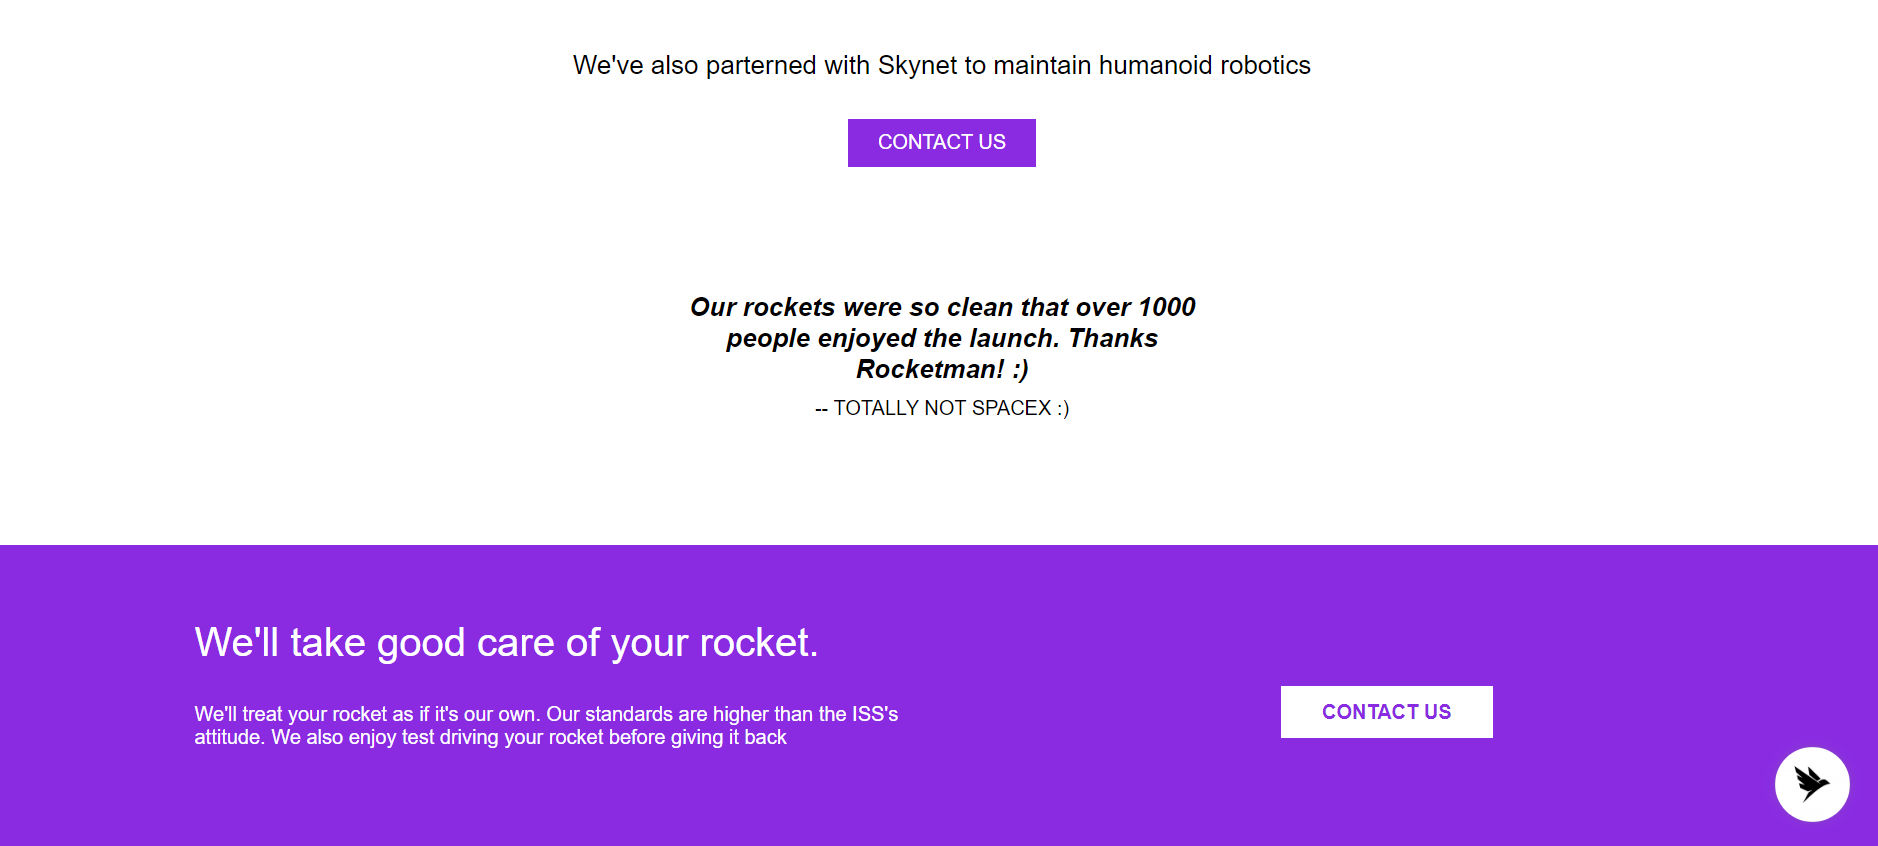 We've also parterned with Skynet to maintain humanoid robotics
CONTACT US
Our rockets were so clean that over 1000
people enjoyed the launch. Thanks
Rocketman! :)
-- TOTALLY NOT SPACEX :)
We'll take good care of your rocket.
We'll treat your rocket as if it's our own. Our standards are higher than the ISS's
attitude. We also enjoy test driving your rocket before giving it back
CONTACT US